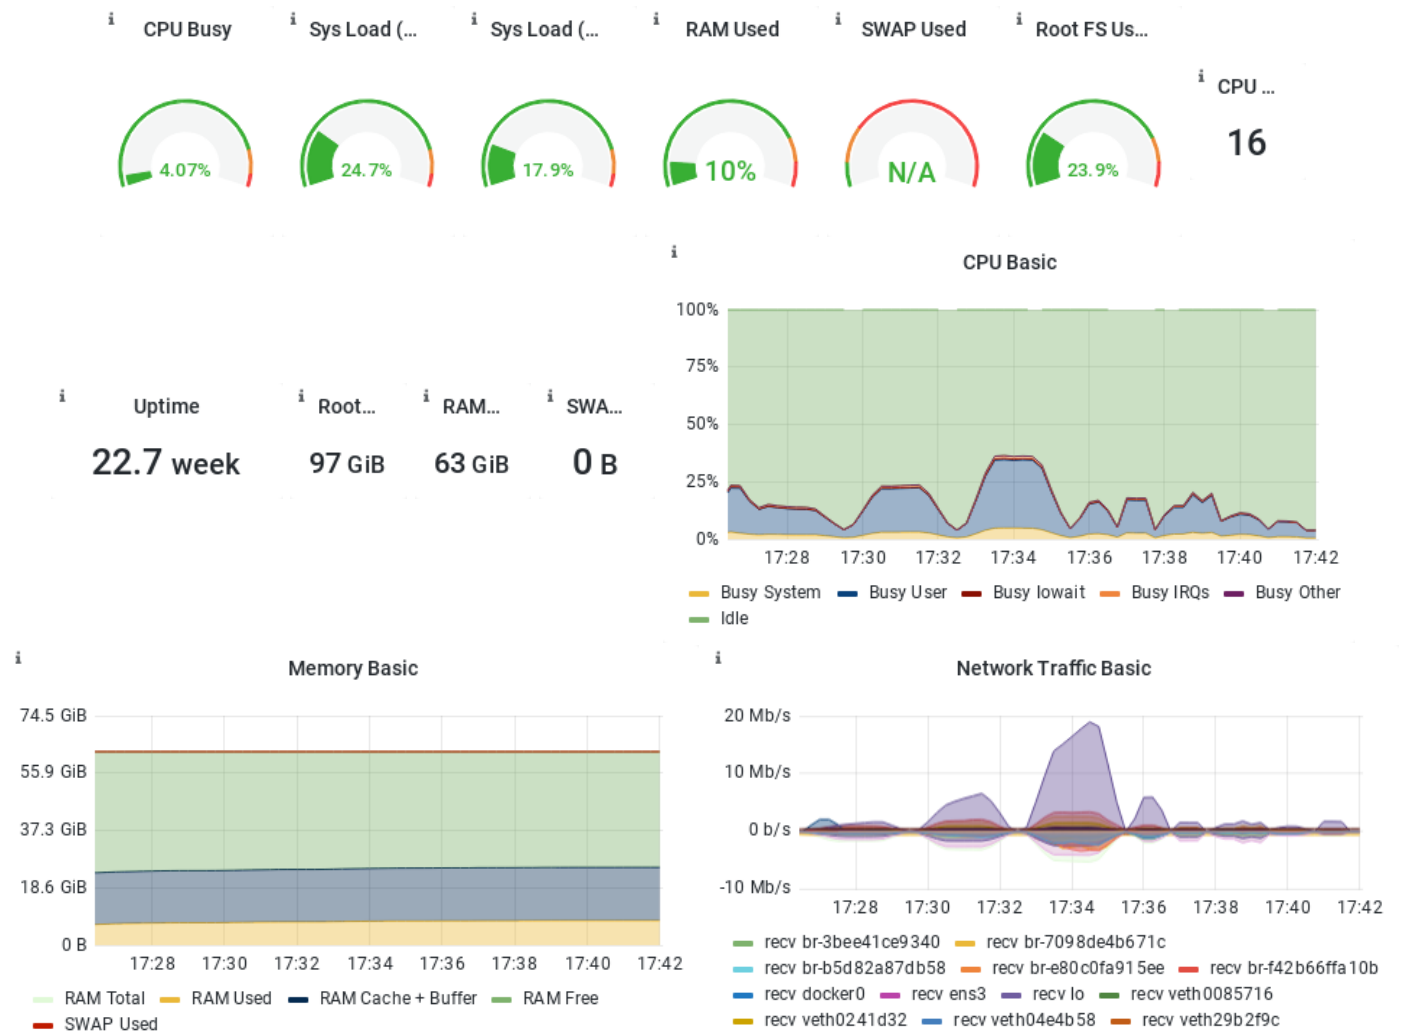 CPU Busy
Sys Load (...
Sys Load (...
RAM Used
SWAP Used
Root FS Us...
CPU ...
4.07%
24.7%
17.9%
10%
N/A
23.9%
16
CPU Basic
100%
75%
50%
25%
0%
17:28 17:30 17:32 17:34 17:36 17:38 17:40 17:42
Busy System Busy User Busy Iowait Busy IRQs Busy Other
Idle
Uptime
22.7 week
Root...
97 GiB
RAM...
63 GiB
SWA...
0 B
Memory Basic
74.5 GiB
55.9 GiB
37.3 GiB
18.6 GiB
0 B
17:28 17:30 17:32 17:34 17:36 17:38 17:40 17:42
RAM Total RAM Used RAM Cache + Buffer RAM Free
SWAP Used
Network Traffic Basic
20 Mb/s
10 Mb/s
0 b/s
-10 Mb/s
17:28 17:30 17:32 17:34 17:36 17:38 17:40 17:42
recv br-3bee41ce9340 recv br-7098de4b671c
recv br-b5d82a87db58 recv br-e80c0fa915ee recv br-f42b66ffa10b
recv docker0 recv ens3 recv lo recv veth0085716
recv veth0241d32 recv veth04e4b58 recv veth29b2f9c